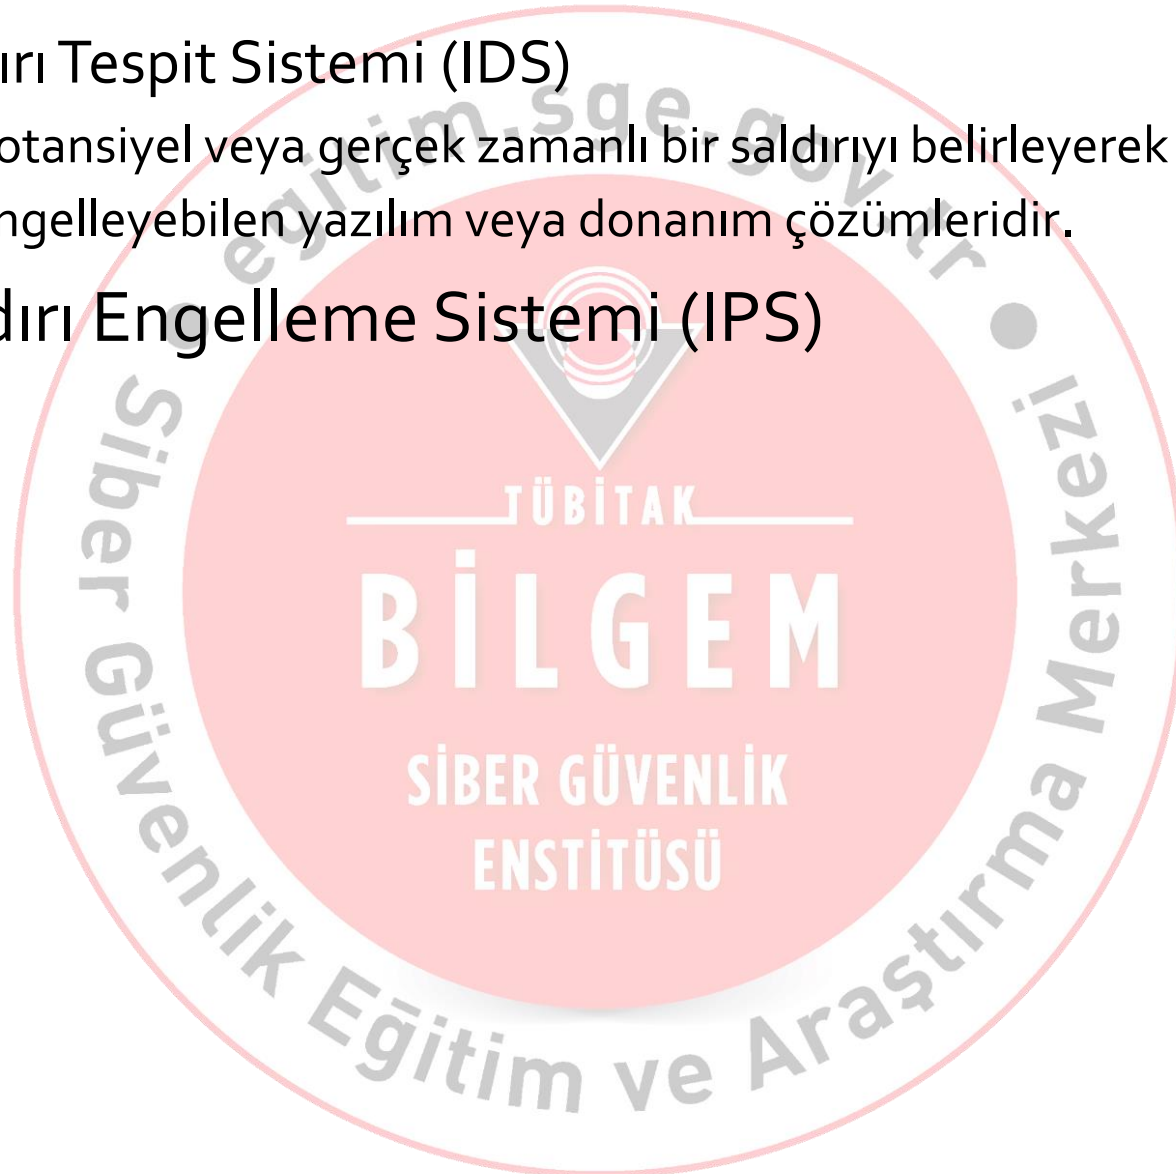 ırı Tespit Sistemi (IDS)
otansiyel veya gerçek zamanlı bir saldırıyı belirleyerek
ngelleyebilen yazılım veya donanım çözümleridir.
dırı Engelleme Sistemi (IPS)
egitim.sge.gov.tr
Siber Güvenlik Eğitim ve Araştırma Merkezi
TÜBİTAK
BİLGEM
SİBER GÜVENLİK
ENSTİTÜSÜ